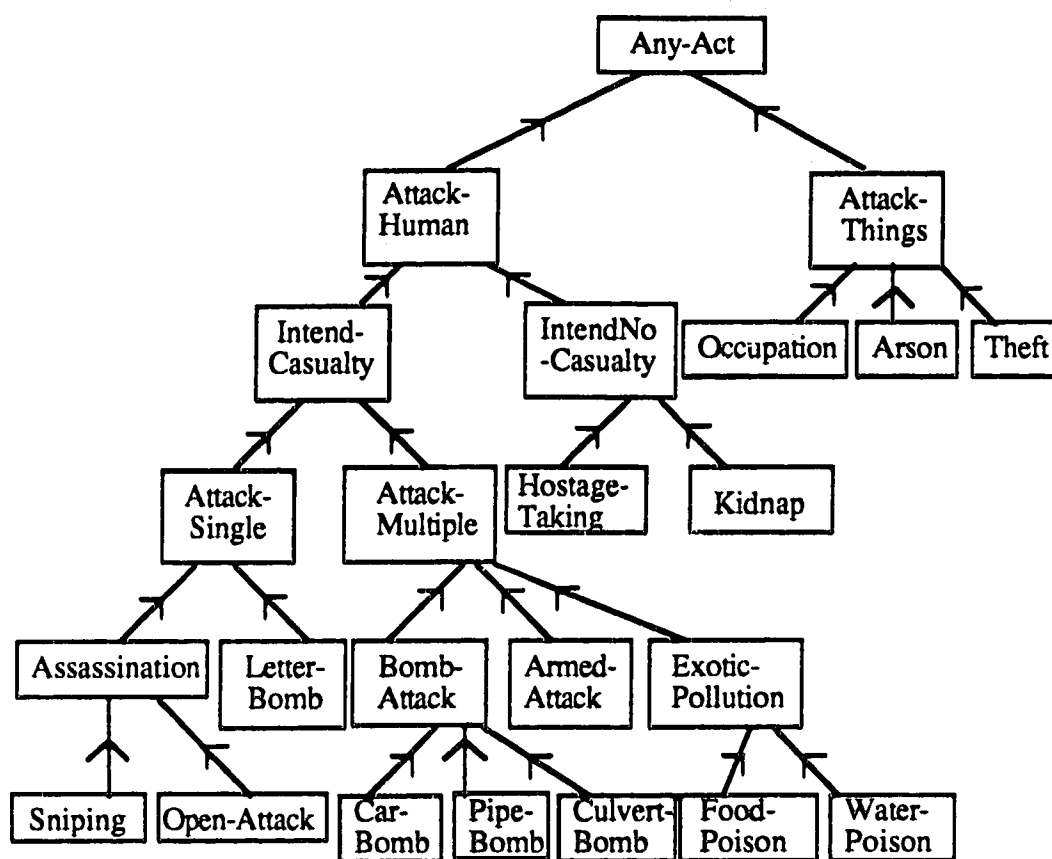 Any-Act
Attack-
Human
Attack-
Things
Intend-
Casualty
IntendNo
-Casualty
Occupation
Arson
Theft
Attack-
Single
Attack-
Multiple
Hostage-
Taking
Kidnap
Assassination
Letter-
Bomb
Bomb-
Attack
Armed-
Attack
Exotic-
Pollution
Sniping
Open-Attack
Car-
Bomb
Pipe-
Bomb
Culvert-
Bomb
Food-
Poison
Water-
Poison